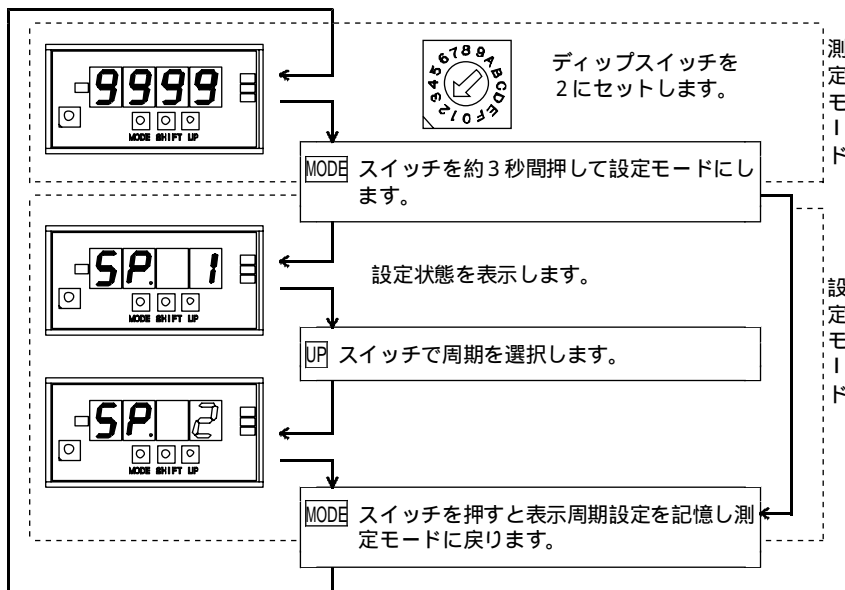 9999
MODE SHIFT UP
456789ABCDEF0123
ディップスイッチを
2にセットします。
測定モード
MODE スイッチを約3秒間押して設定モードにし
ます。
SP. 1
MODE SHIFT UP
設定状態を表示します。
設定モード
UP スイッチで周期を選択します。
SP. 2
MODE SHIFT UP
MODE スイッチを押すと表示周期設定を記憶し測
定モードに戻ります。